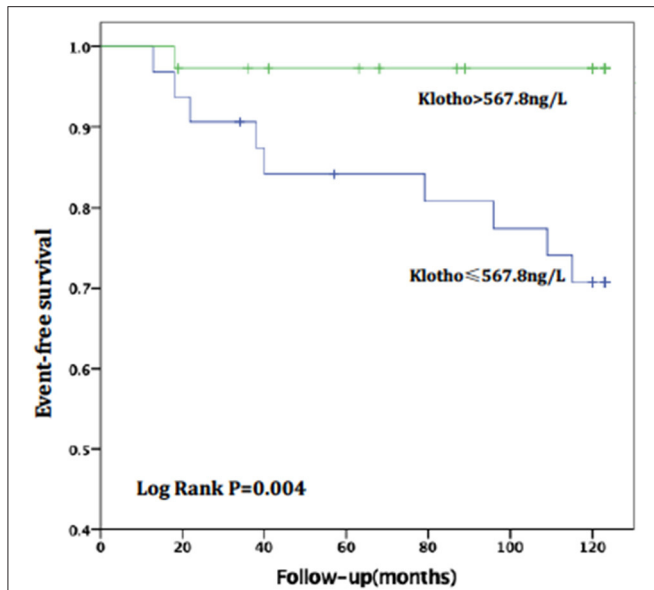 1.0
Klotho>567.8ng/L
0.9
0.8
Klotho≤567.8ng/L
0.7
Event-free survival
0.6
0.5
Log Rank P=0.004
0.4
0 20 40 60 80 100 120
Follow-up(months)